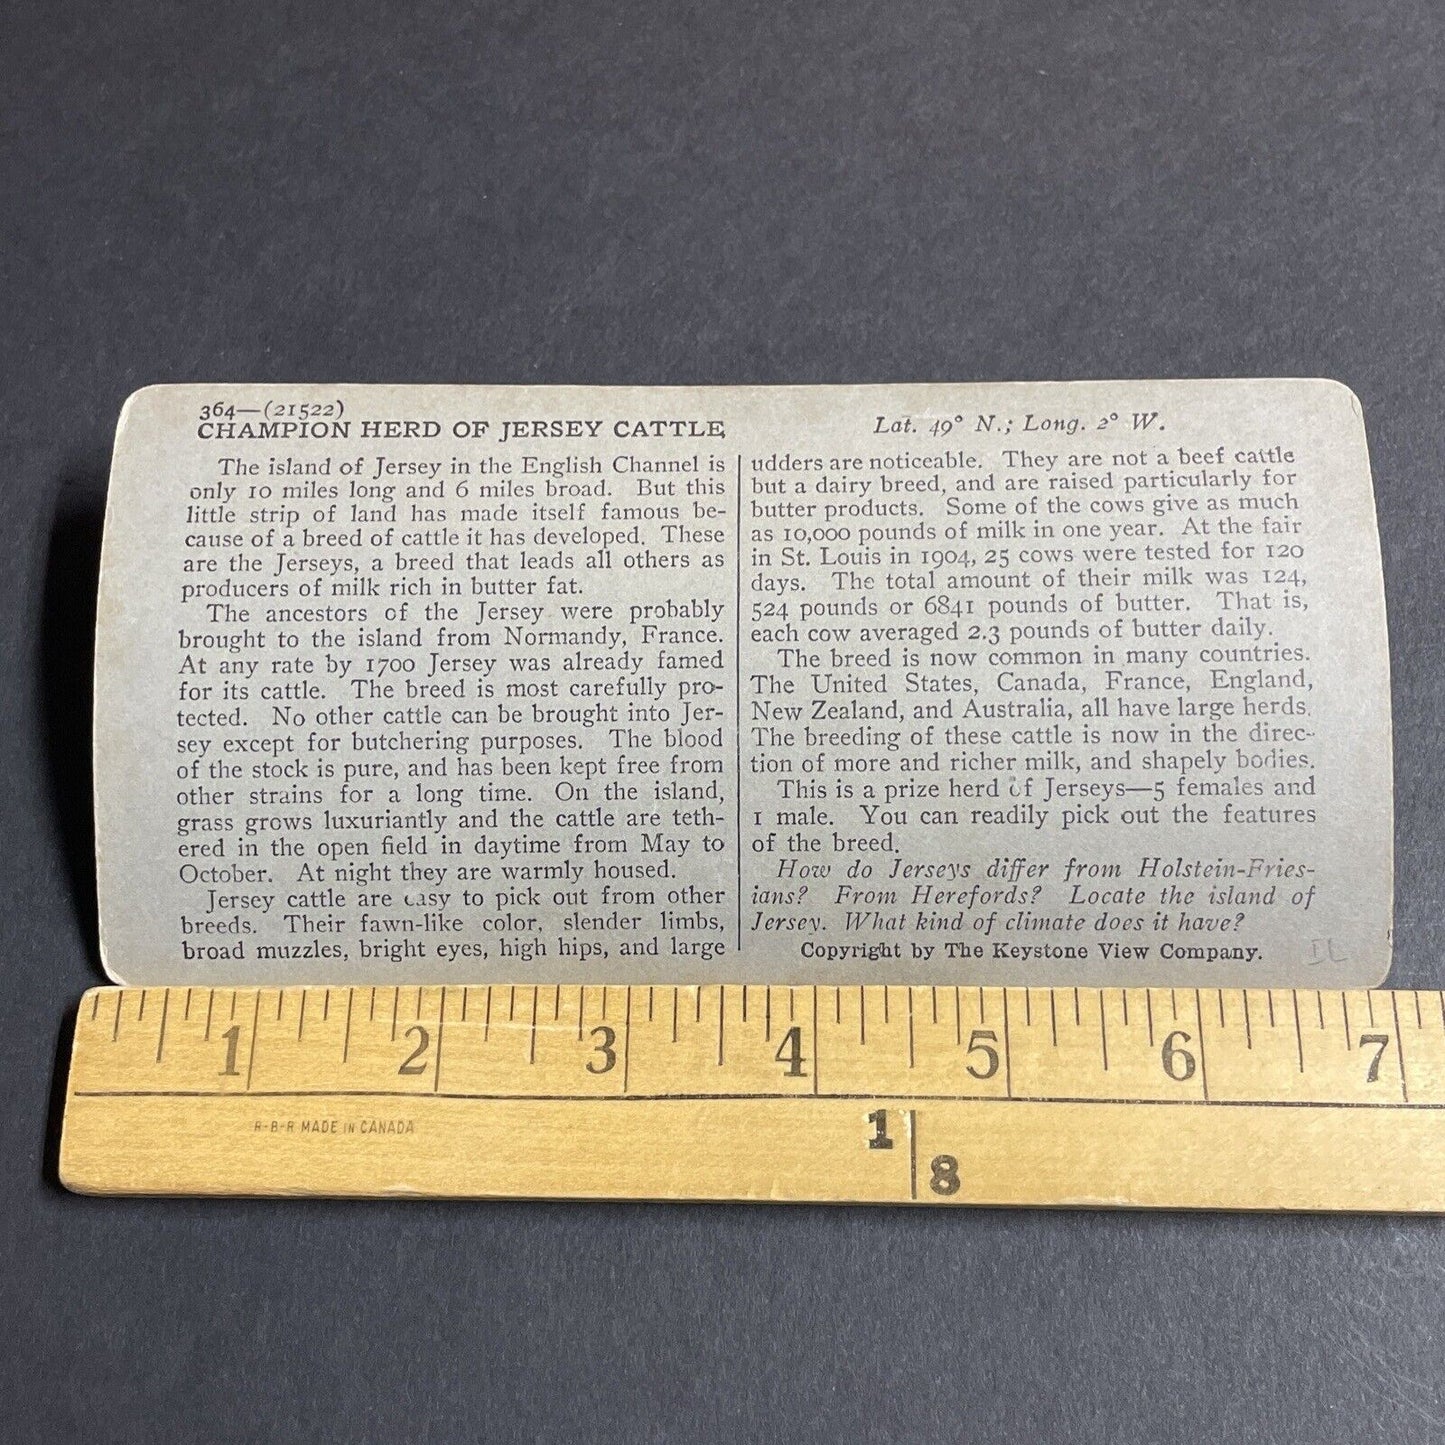 364—(21522)
CHAMPION HERD OF JERSEY CATTLE
The island of Jersey in the English Channel is
only 10 miles long and 6 miles broad. But this
little strip of land has made itself famous be-
cause of a breed of cattle it has developed. These
are the Jerseys, a breed that leads all others as
producers of milk rich in butter fat.
The ancestors of the Jersey were probably
brought to the island from Normandy, France.
At any rate by 1700 Jersey was already famed
for its cattle. The breed is most carefully pro-
tected. No other cattle can be brought into Jer-
sey except for butchering purposes. The blood
of the stock is pure, and has been kept free from
other strains for a long time. On the island,
grass grows luxuriantly and the cattle are teth-
ered in the open field in daytime from May to
October. At night they are warmly housed.
Jersey cattle are easy to pick out from other
breeds. Their fawn-like color, slender limbs,
broad muzzles, bright eyes, high hips, and large
Lat. 49° N.; Long. 2° W.
udders are noticeable. They are not a beef cattle
but a dairy breed, and are raised particularly for
butter products. Some of the cows give as much
as 10,000 pounds of milk in one year. At the fair
in St. Louis in 1904, 25 cows were tested for 120
days. The total amount of their milk was 124,
524 pounds or 6841 pounds of butter. That is,
each cow averaged 2.3 pounds of butter daily.
The breed is now common in many countries.
The United States, Canada, France, England,
New Zealand, and Australia, all have large herds.
The breeding of these cattle is now in the direc-
tion of more and richer milk, and shapely bodies.
This is a prize herd of Jerseys—5 females and
1 male. You can readily pick out the features
of the breed.
How do Jerseys differ from Holstein-Fries-
ians? From Herefords? Locate the island of
Jersey. What kind of climate does it have?
Copyright by The Keystone View Company.
IL
1 2 3 4 5 6 7
R-B-R MADE IN CANADA
1
8